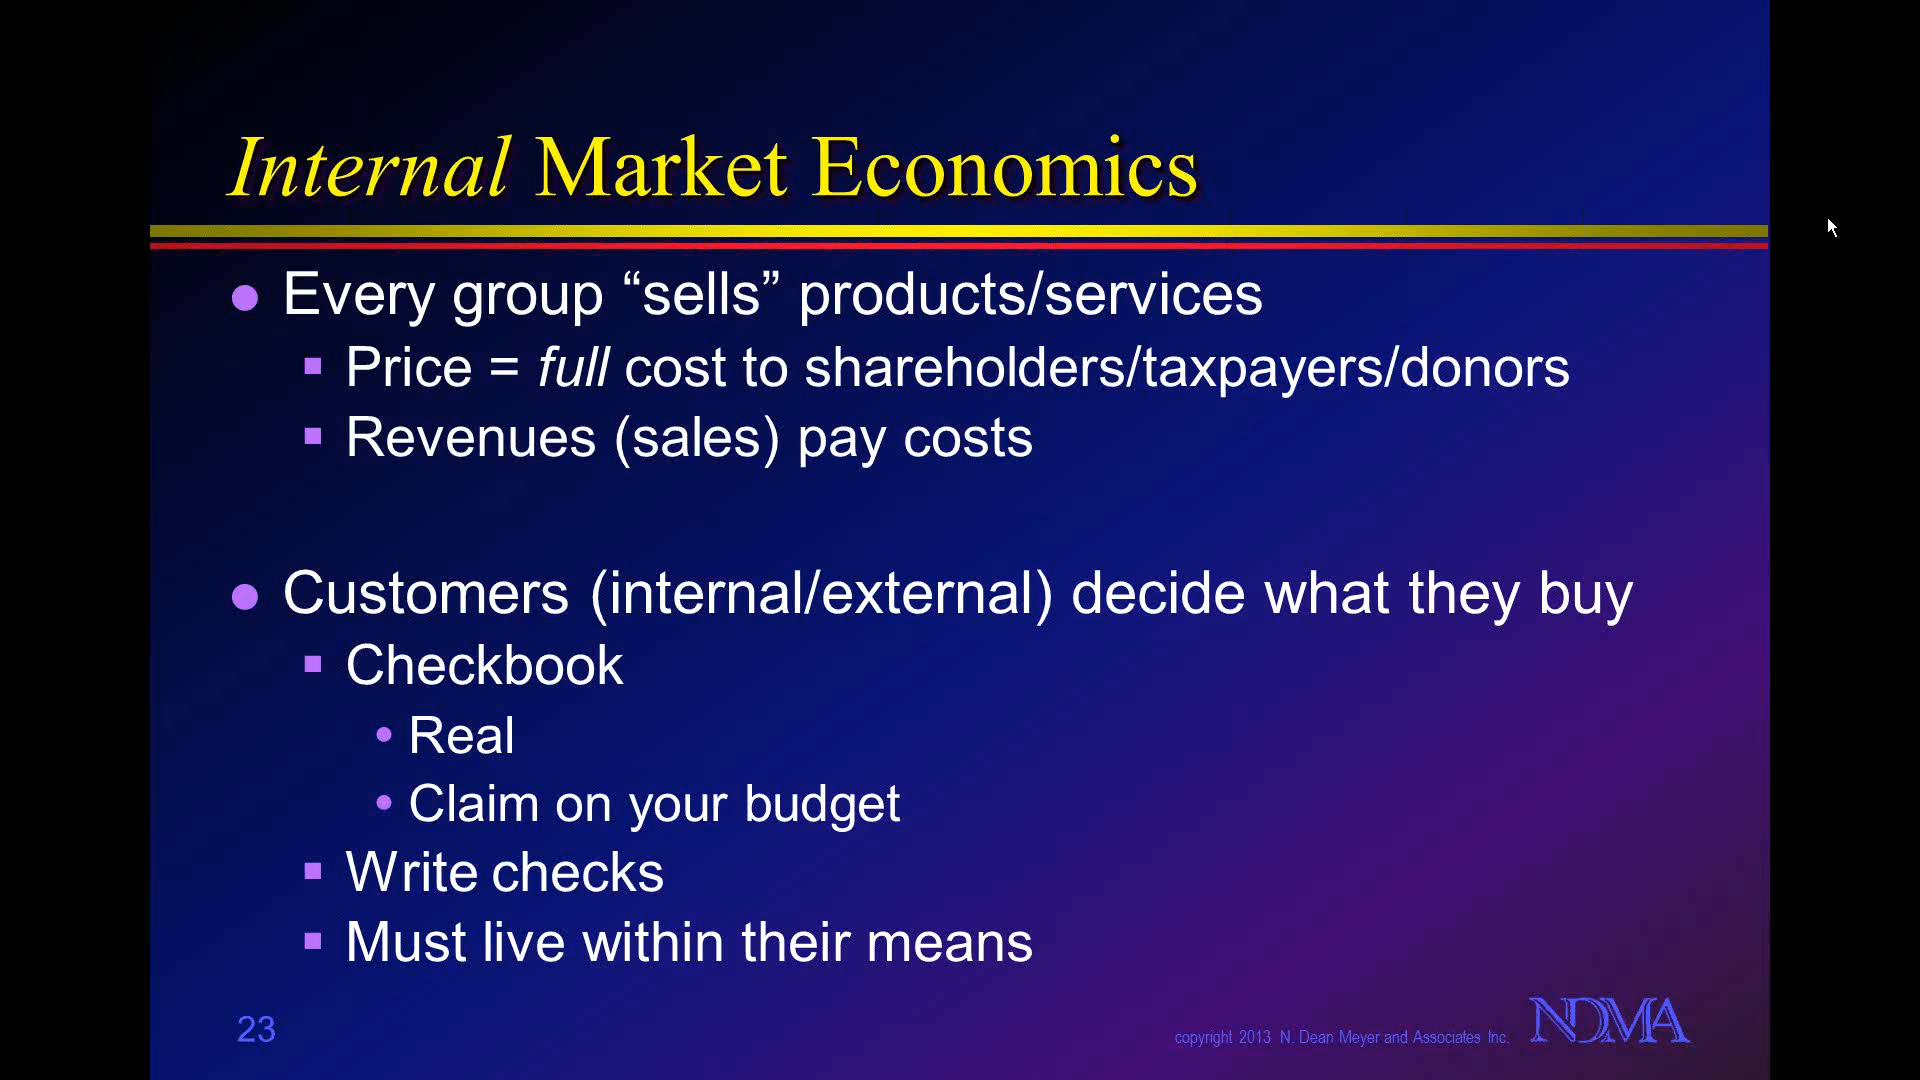 Internal Market Economics
Every group “sells” products/services
Price = full cost to shareholders/taxpayers/donors
Revenues (sales) pay costs
Customers (internal/external) decide what they buy
Checkbook
Real
Claim on your budget
Write checks
Must live within their means
23
copyright 2013 N. Dean Meyer and Associates Inc.
NDMA